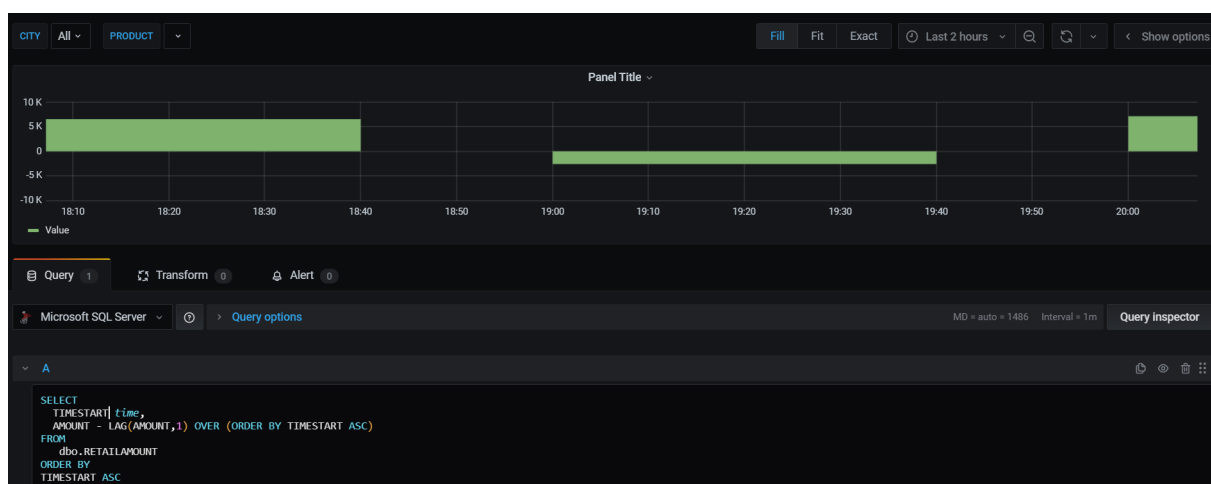 CITY All PRODUCT Fill Fit Exact Last 2 hours Show options
Panel Title
10 K
5 K
0
-5 K
-10 K
18:10 18:20 18:30 18:40 18:50 19:00 19:10 19:20 19:30 19:40 19:50 20:00
Value
Query 1 Transform 0 Alert 0
Microsoft SQL Server Query options MD = auto = 1486 Interval = 1m Query inspector
A
SELECT
TIMESTART time,
AMOUNT - LAG(AMOUNT,1) OVER (ORDER BY TIMESTART ASC)
FROM
dbo.RETAILAMOUNT
ORDER BY
TIMESTART ASC